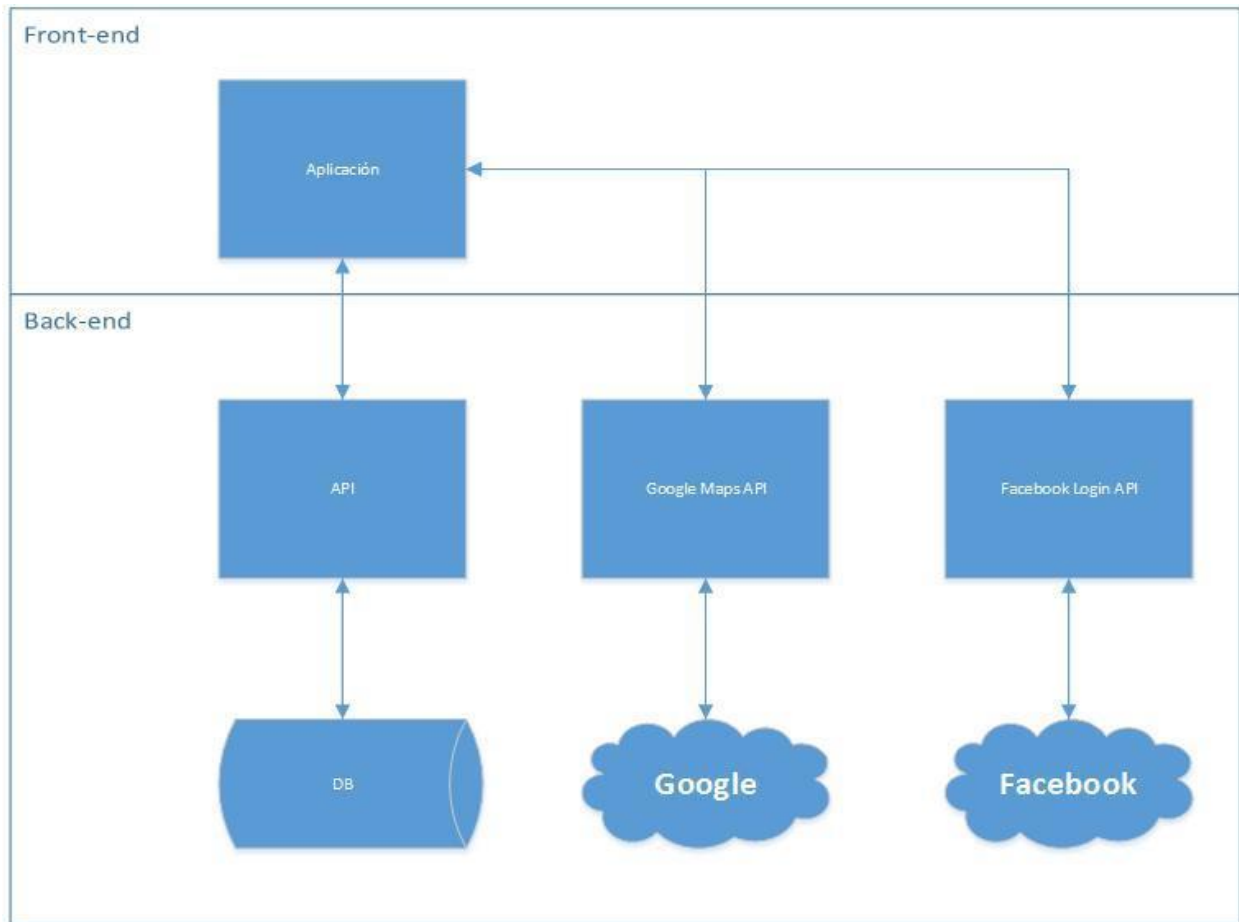 Front-end
Aplicación
Back-end
API
Google Maps API
Facebook Login API
DB
Google
Facebook